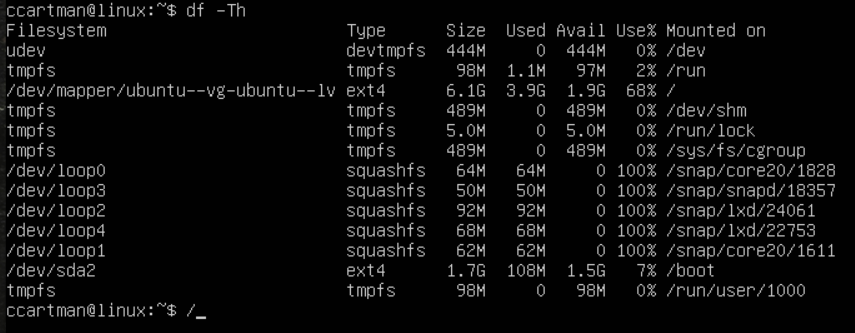 ccartman@linux:~$ df -Th
Filesystem Type Size Used Avail Use% Mounted on
udev devtmpfs 444M 0 444M 0% /dev
tmpfs tmpfs 98M 1.1M 97M 2% /run
/dev/mapper/ubuntu--vg-ubuntu--lv ext4 6.1G 3.9G 1.9G 68% /
tmpfs tmpfs 489M 0 489M 0% /dev/shm
tmpfs tmpfs 5.0M 0 5.0M 0% /run/lock
tmpfs tmpfs 489M 0 489M 0% /sys/fs/cgroup
/dev/loop0 squashfs 64M 64M 0 100% /snap/core20/1828
/dev/loop3 squashfs 50M 50M 0 100% /snap/snapd/18357
/dev/loop2 squashfs 92M 92M 0 100% /snap/lxd/24061
/dev/loop4 squashfs 68M 68M 0 100% /snap/lxd/22753
/dev/loop1 squashfs 62M 62M 0 100% /snap/core20/1611
/dev/sda2 ext4 1.7G 108M 1.5G 7% /boot
tmpfs tmpfs 98M 0 98M 0% /run/user/1000
ccartman@linux:~$ /_